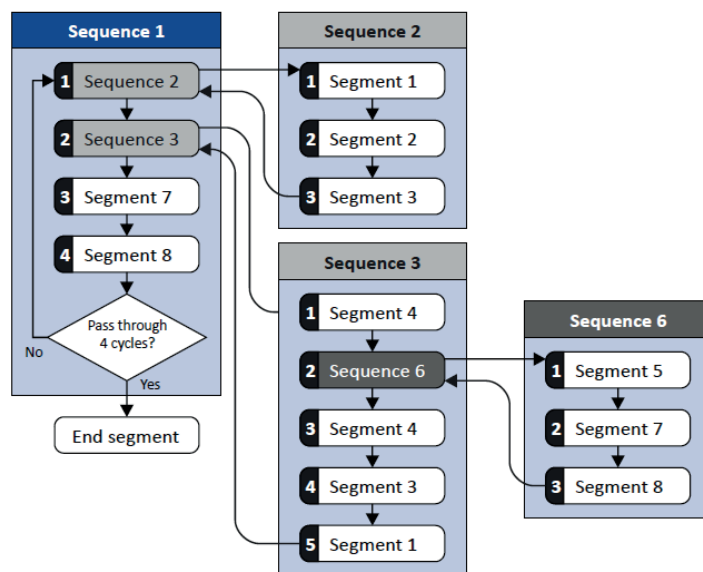 Sequence 1
1 Sequence 2
2 Sequence 3
3 Segment 7
4 Segment 8
Pass through
4 cycles?
No
Yes
End segment
Sequence 2
1 Segment 1
2 Segment 2
3 Segment 3
Sequence 3
1 Segment 4
2 Sequence 6
3 Segment 4
4 Segment 3
5 Segment 1
Sequence 6
1 Segment 5
2 Segment 7
3 Segment 8